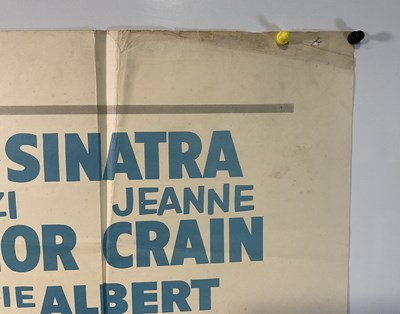 SINATRA
ZI JEANNE
OR CRAIN
IE ALBERT